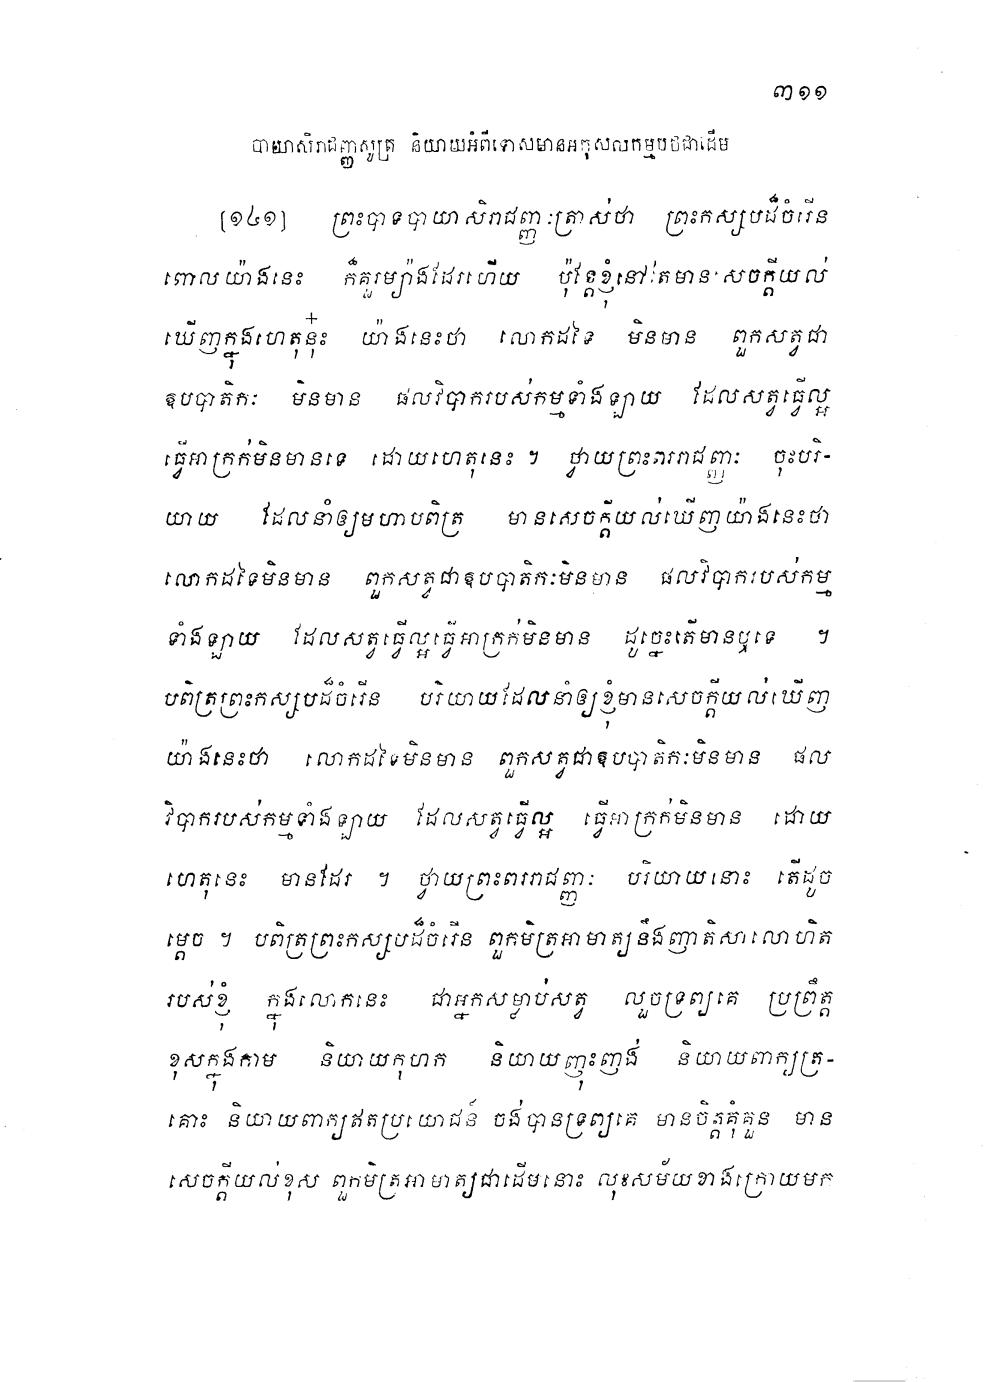 ៣១១
បាយាសិរាជញ្ញសូត្រ និយាយអំពីទោសមានអកុសលកម្មបថជាដើម
[១៤១] ព្រះបាទបាយាសិរាជញ្ញៈត្រាស់ថា ព្រះកស្សបដ៏ចំរើន
ពោលយ៉ាងនេះ ក៏គួរម្យ៉ាងដែរហើយ ប៉ុន្តែខ្ញុំនៅតែមានសេចក្តីយល់
ឃើញក្នុងហេតុនុ៎ះ យ៉ាងនេះថា លោកដទៃ មិនមាន ពួកសត្វជា
ឧបបាតិកៈ មិនមាន ផលវិបាករបស់កម្មទាំងឡាយ ដែលសត្វធ្វើល្អ
ធ្វើអាក្រក់មិនមានទេ ដោយហេតុនេះ ។ ថ្វាយព្រះពររាជញ្ញៈ ចុះបរិ-
យាយ ដែលនាំឲ្យមហាបពិត្រ មានសេចក្តីយល់ឃើញយ៉ាងនេះថា
លោកដទៃមិនមាន ពួកសត្វជាឧបបាតិកៈមិនមាន ផលវិបាករបស់កម្ម
ទាំងឡាយ ដែលសត្វធ្វើល្អធ្វើអាក្រក់មិនមាន ដូច្នេះតើមានឬទេ ។
បពិត្រព្រះកស្សបដ៏ចំរើន បរិយាយដែលនាំឲ្យខ្ញុំមានសេចក្តីយល់ឃើញ
យ៉ាងនេះថា លោកដទៃមិនមាន ពួកសត្វជាឧបបាតិកៈមិនមាន ផល
វិបាករបស់កម្មទាំងឡាយ ដែលសត្វធ្វើល្អ ធ្វើអាក្រក់មិនមាន ដោយ
ហេតុនេះ មានដែរ ។ ថ្វាយព្រះពររាជញ្ញៈ បរិយាយនោះ តើដូច
ម្តេច ។ បពិត្រព្រះកស្សបដ៏ចំរើន ពួកមិត្រអាមាត្យនឹងញាតិសាលោហិត
របស់ខ្ញុំ ក្នុងលោកនេះ ជាអ្នកសម្លាប់សត្វ លួចទ្រព្យគេ ប្រព្រឹត្ត
ខុសក្នុងកាម និយាយកុហក និយាយញុះញង់ និយាយពាក្យត្រ-
គោះ និយាយពាក្យឥតប្រយោជន៍ ចង់បានទ្រព្យគេ មានចិត្តគុំគួន មាន
សេចក្តីយល់ខុស ពួកមិត្រអាមាត្យជាដើមនោះ លុះសម័យខាងក្រោយមក